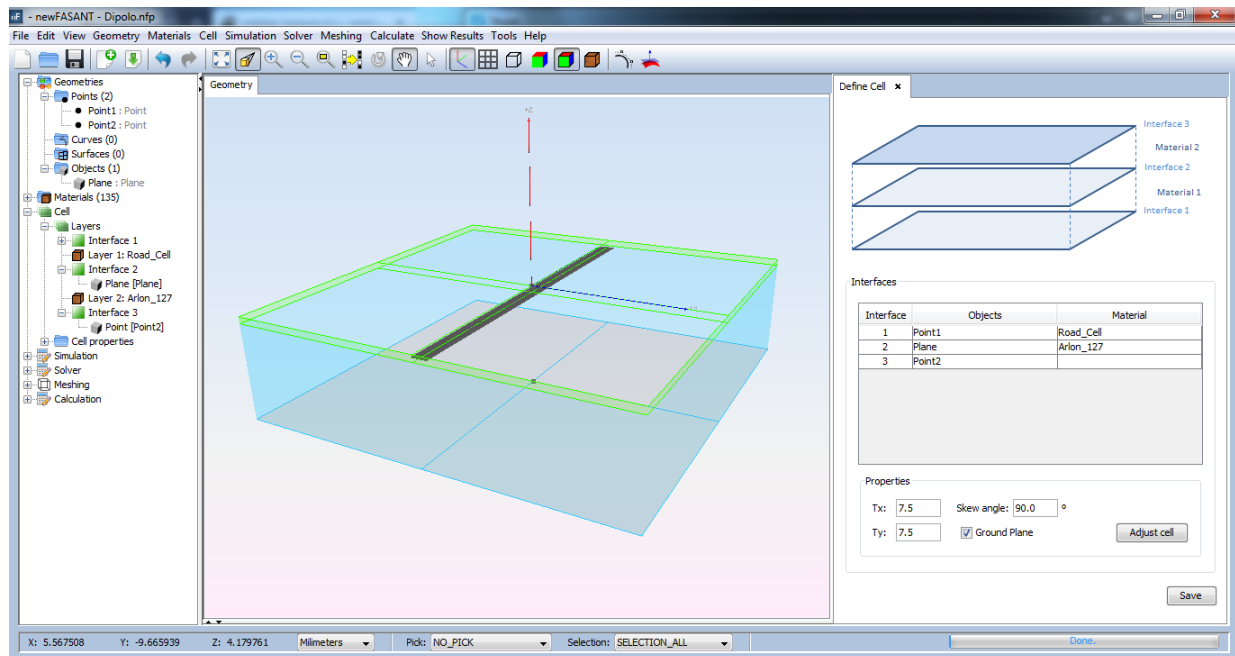 nF - newFASANT - Dipolo.nfp
File Edit View Geometry Materials Cell Simulation Solver Meshing Calculate Show Results Tools Help
Geometries
Points (2)
Point1 : Point
Point2 : Point
Curves (0)
Surfaces (0)
Objects (1)
Plane : Plane
Materials (135)
Cell
Layers
Interface 1
Layer 1: Road_Cell
Interface 2
Plane [Plane]
Layer 2: Arlon_127
Interface 3
Point [Point2]
Cell properties
Simulation
Solver
Meshing
Calculation
Geometry
+Z
Define Cell
Interface 3
Material 2
Interface 2
Material 1
Interface 1
Interfaces
Interface Objects Material
1 Point1 Road_Cell
2 Plane Arlon_127
3 Point2
Properties
Tx: 7.5 Skew angle: 90.0 º
Ty: 7.5 Ground Plane Adjust cell
Save
X: 5.567508 Y: -9.665939 Z: 4.179761 Milimeters Pick: NO_PICK Selection: SELECTION_ALL Done.